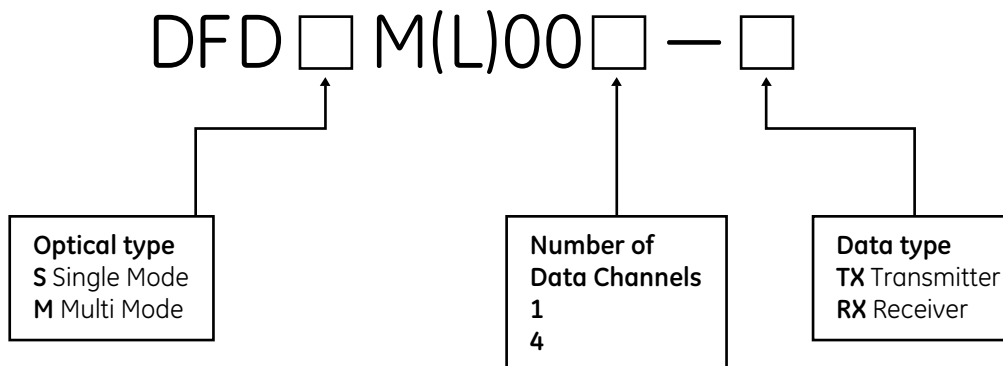 DFD □ M(L)00 □ — □
Optical type
S Single Mode
M Multi Mode
Number of
Data Channels
1
4
Data type
TX Transmitter
RX Receiver